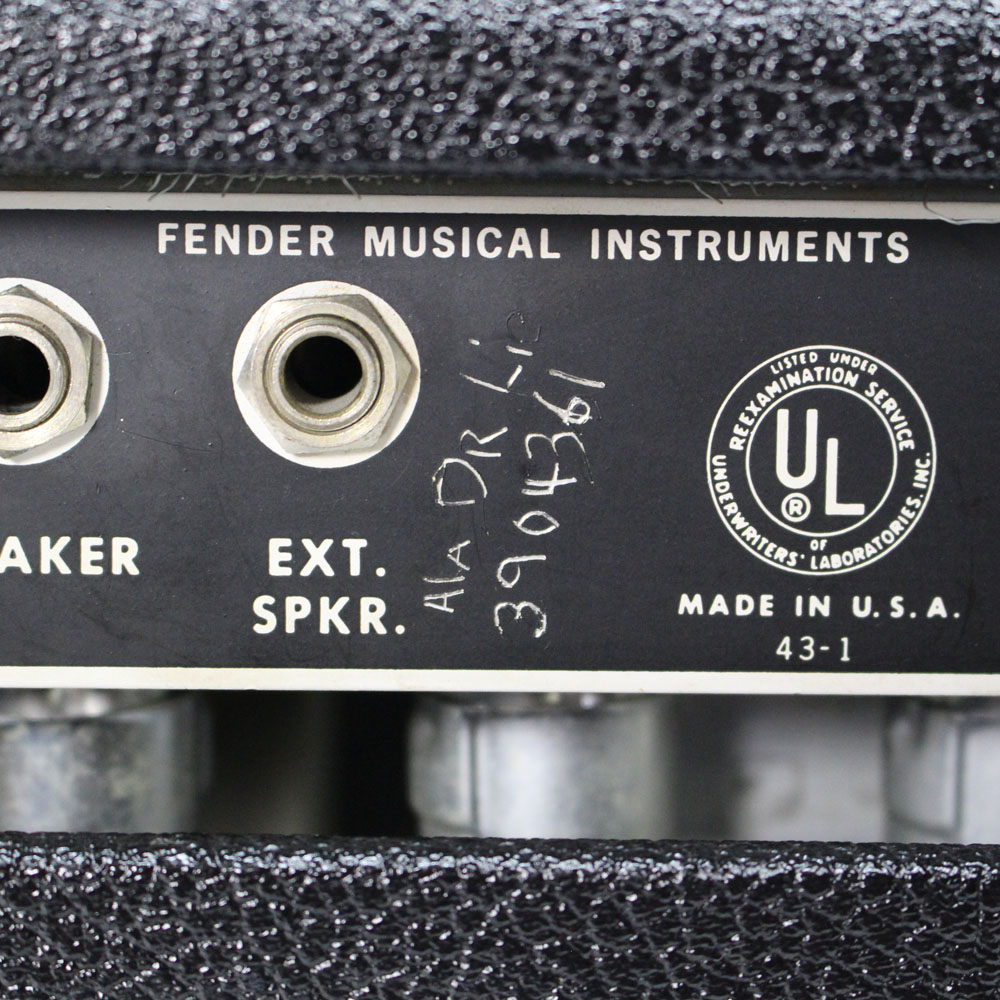 FENDER MUSICAL INSTRUMENTS
AKER
EXT.
SPKR.
AlA DR Lic
3904361
LISTED UNDER
REEXAMINATION SERVICE
UL
®
OF
UNDERWRITERS' LABORATORIES, INC.
MADE IN U.S.A.
43-1